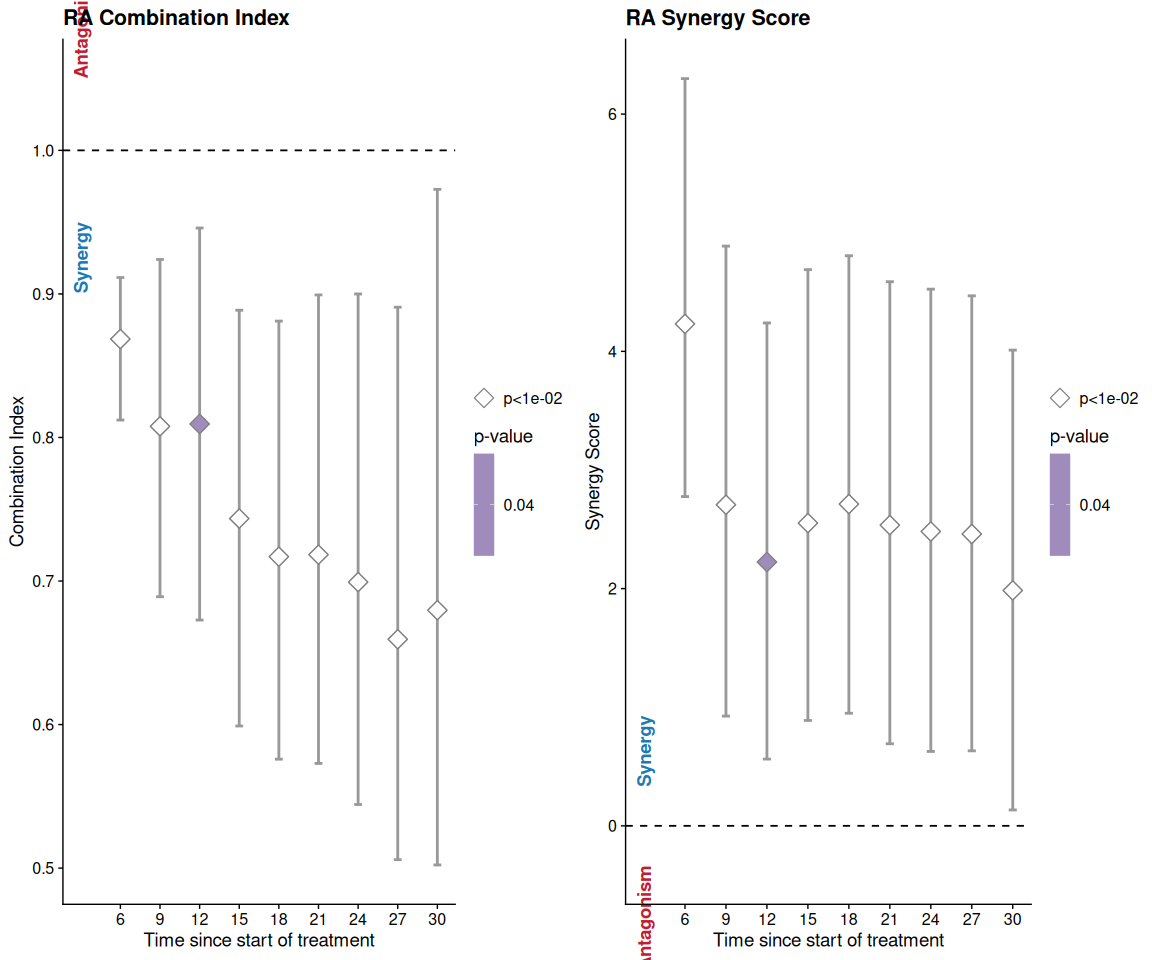 RA Combination Index
Antagoni
1.0
Synergy
0.9
0.8
0.7
0.6
0.5
Combination Index
6 9 12 15 18 21 24 27 30
Time since start of treatment
p<1e-02
p-value
0.04
RA Synergy Score
6
4
2
0
Synergy Score
Synergy
Antagonism
6 9 12 15 18 21 24 27 30
Time since start of treatment
p<1e-02
p-value
0.04